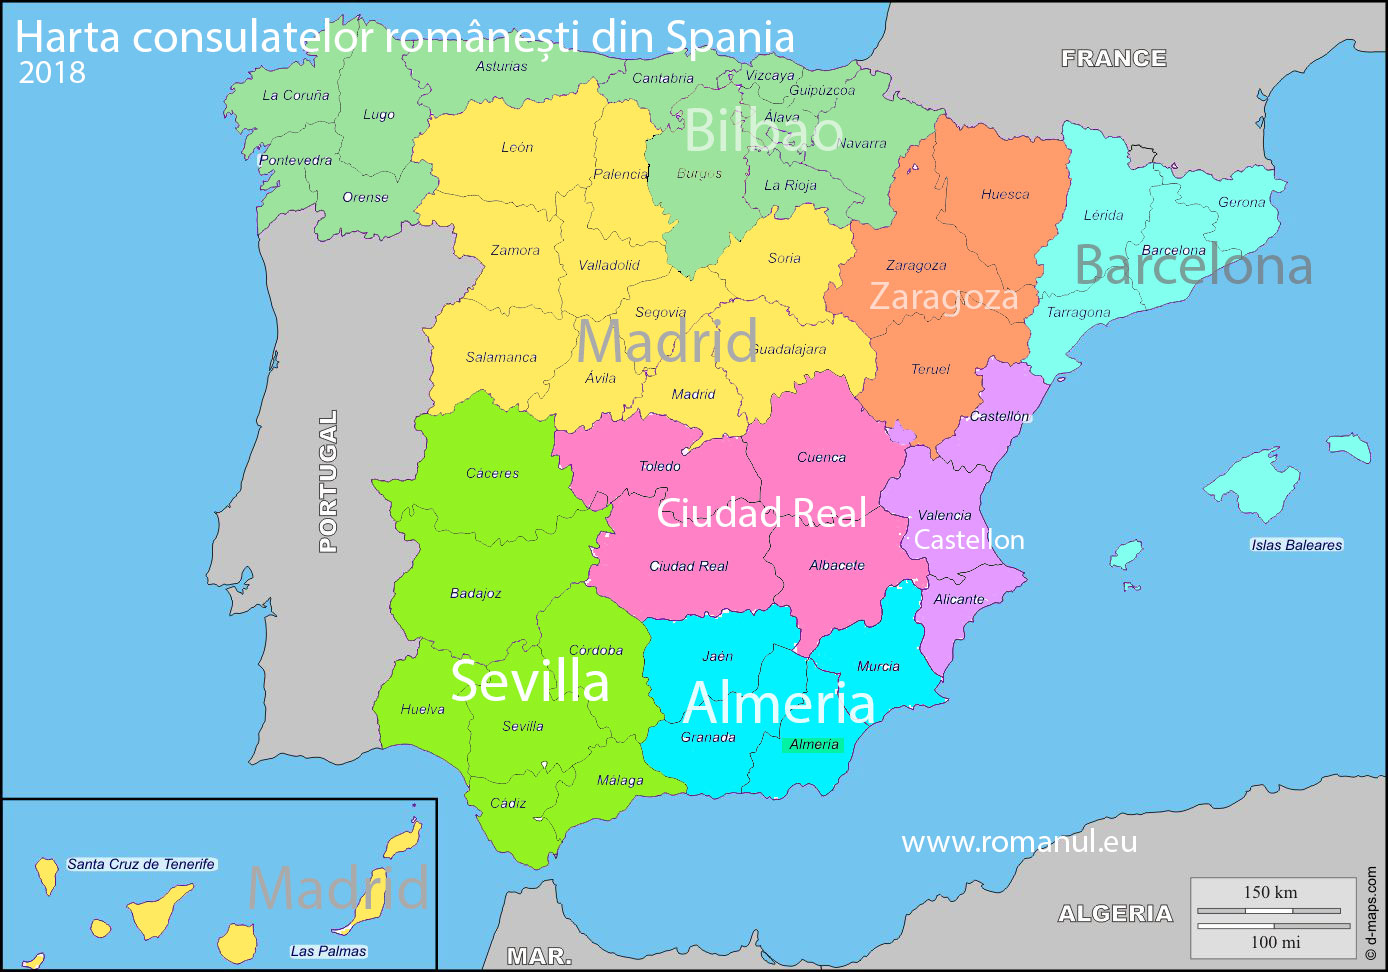 Harta consulatelor românești din Spania
2018
FRANCE
Asturias
Cantabria
Vizcaya
Guipúzcoa
La Coruña
Lugo
Álava
Bilbao
Navarra
León
Pontevedra
Palencia
Burgos
La Rioja
Orense
Huesca
Lérida
Gerona
Zamora
Valladolid
Soria
Zaragoza
Barcelona
Barcelona
Zaragoza
Segovia
Tarragona
Madrid
Salamanca
Guadalajara
Ávila
Madrid
Teruel
Castellón
PORTUGAL
Cáceres
Toledo
Cuenca
Ciudad Real
Valencia
Castellon
Islas Baleares
Ciudad Real
Albacete
Badajoz
Alicante
Córdoba
Jaén
Murcia
Sevilla
Almeria
Huelva
Sevilla
Granada
Almería
Málaga
Cádiz
www.romanul.eu
Santa Cruz de Tenerife
Madrid
Las Palmas
MAR.
ALGERIA
150 km
100 mi
© d-maps.com